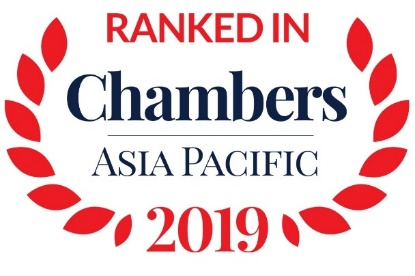 RANKED IN
Chambers
ASIA PACIFIC
2019